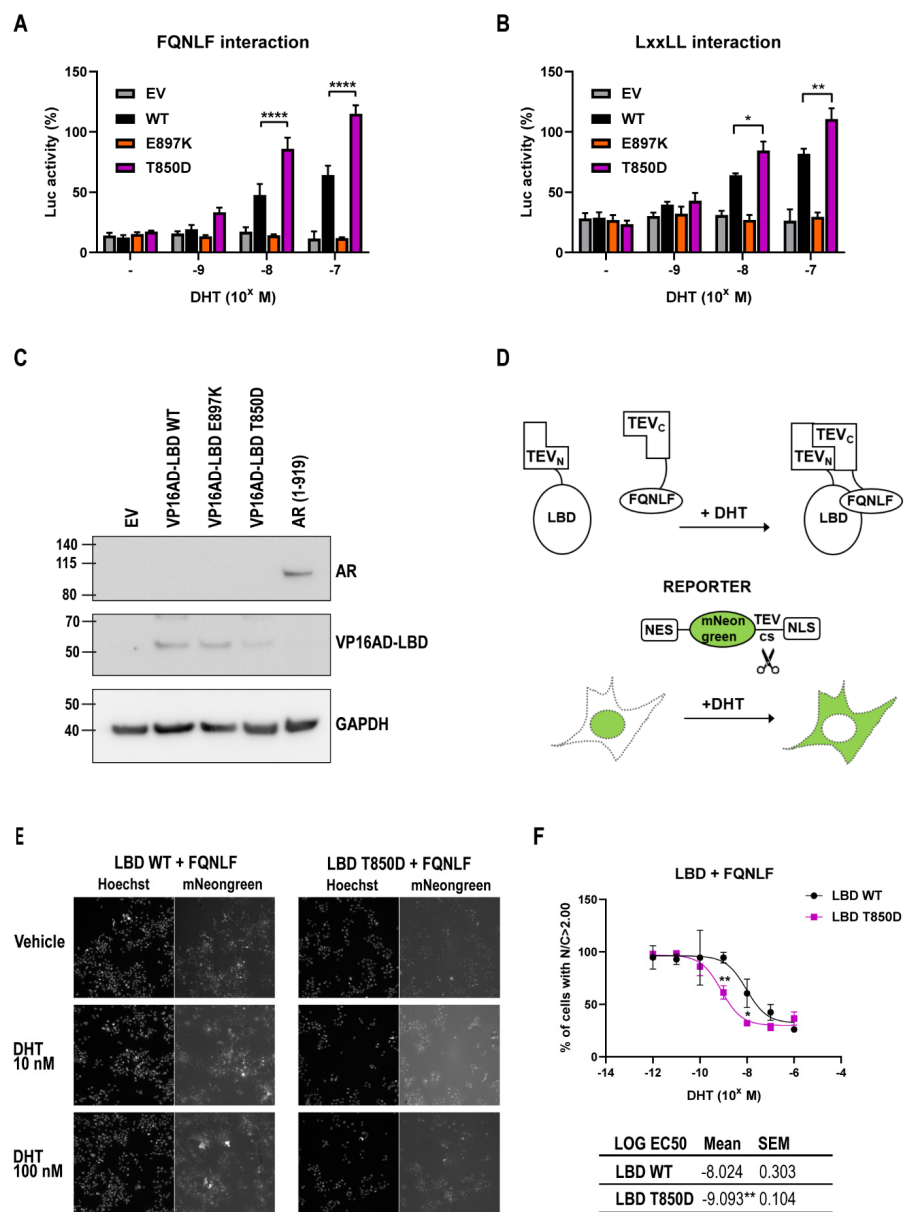 A
FQNLF interaction
Luc activity (%)
150
100
50
0
EV
WT
E897K
T850D
****
****
- -9 -8 -7
DHT (10ˣ M)
B
LxxLL interaction
Luc activity (%)
150
100
50
0
EV
WT
E897K
T850D
*
**
- -9 -8 -7
DHT (10ˣ M)
C
EV
VP16AD-LBD WT
VP16AD-LBD E897K
VP16AD-LBD T850D
AR (1-919)
140
115
80
AR
70
50
VP16AD-LBD
50
40
GAPDH
D
TEV_N
LBD
TEV_C
FQNLF
+ DHT
TEV_C
TEV_N
FQNLF
LBD
REPORTER
NES
mNeon
green
TEV
cs
NLS
+DHT
E
LBD WT + FQNLF
Hoechst mNeongreen
LBD T850D + FQNLF
Hoechst mNeongreen
Vehicle
DHT
10 nM
DHT
100 nM
F
LBD + FQNLF
LBD WT
LBD T850D
% of cells with N/C>2.00
150
100
50
0
**
*
-12 -10 -8 -6 -4
DHT (10ˣ M)
LOG EC50 Mean SEM
LBD WT -8.024 0.303
LBD T850D -9.093** 0.104